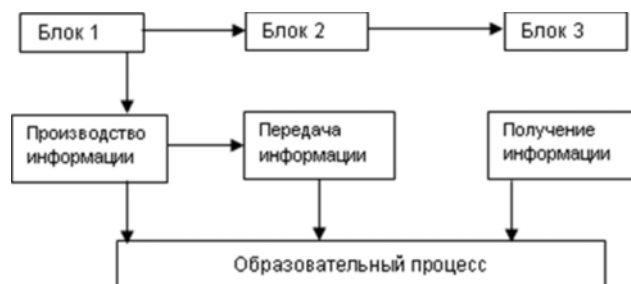 Блок 1
Блок 2
Блок 3
Производство
информации
Передача
информации
Получение
информации
Образовательный процесс